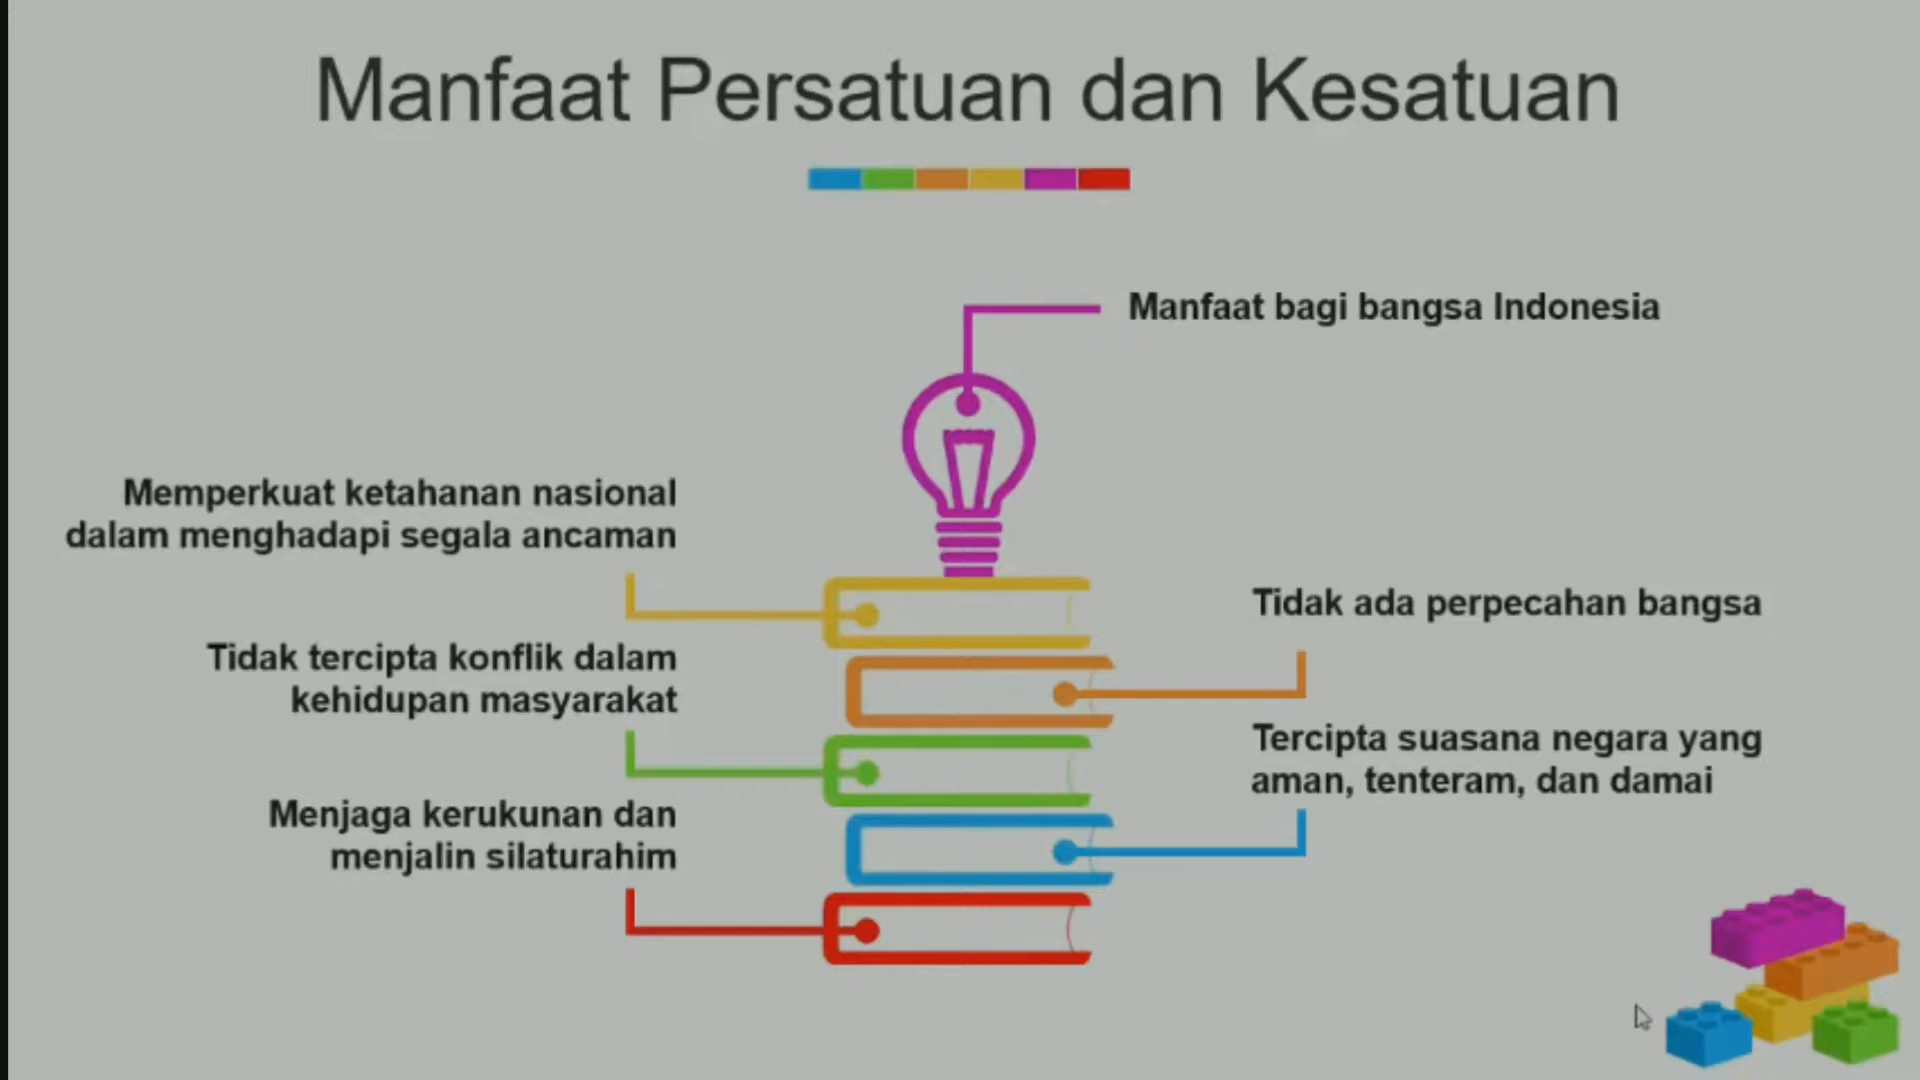 Manfaat Persatuan dan Kesatuan
Manfaat bagi bangsa Indonesia
Memperkuat ketahanan nasional
dalam menghadapi segala ancaman
Tidak ada perpecahan bangsa
Tidak tercipta konflik dalam
kehidupan masyarakat
Tercipta suasana negara yang
aman, tenteram, dan damai
Menjaga kerukunan dan
menjalin silaturahim